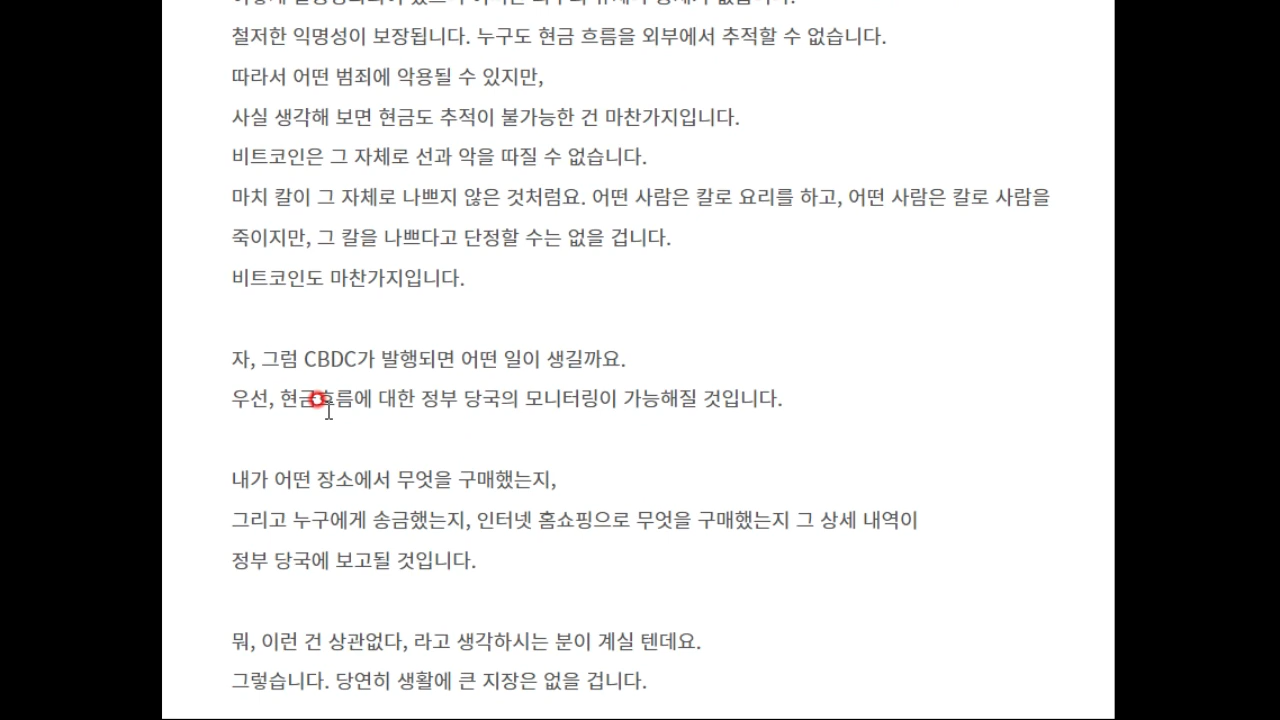 철저한 익명성이 보장됩니다. 누구도 현금 흐름을 외부에서 추적할 수 없습니다.
따라서 어떤 범죄에 악용될 수 있지만,
사실 생각해 보면 현금도 추적이 불가능한 건 마찬가지입니다.
비트코인은 그 자체로 선과 악을 따질 수 없습니다.
마치 칼이 그 자체로 나쁘지 않은 것처럼요. 어떤 사람은 칼로 요리를 하고, 어떤 사람은 칼로 사람을
죽이지만, 그 칼을 나쁘다고 단정할 수는 없을 겁니다.
비트코인도 마찬가지입니다.
자, 그럼 CBDC가 발행되면 어떤 일이 생길까요.
우선, 현금 흐름에 대한 정부 당국의 모니터링이 가능해질 것입니다.
내가 어떤 장소에서 무엇을 구매했는지,
그리고 누구에게 송금했는지, 인터넷 홈쇼핑으로 무엇을 구매했는지 그 상세 내역이
정부 당국에 보고될 것입니다.
뭐, 이런 건 상관없다, 라고 생각하시는 분이 계실 텐데요.
그렇습니다. 당연히 생활에 큰 지장은 없을 겁니다.